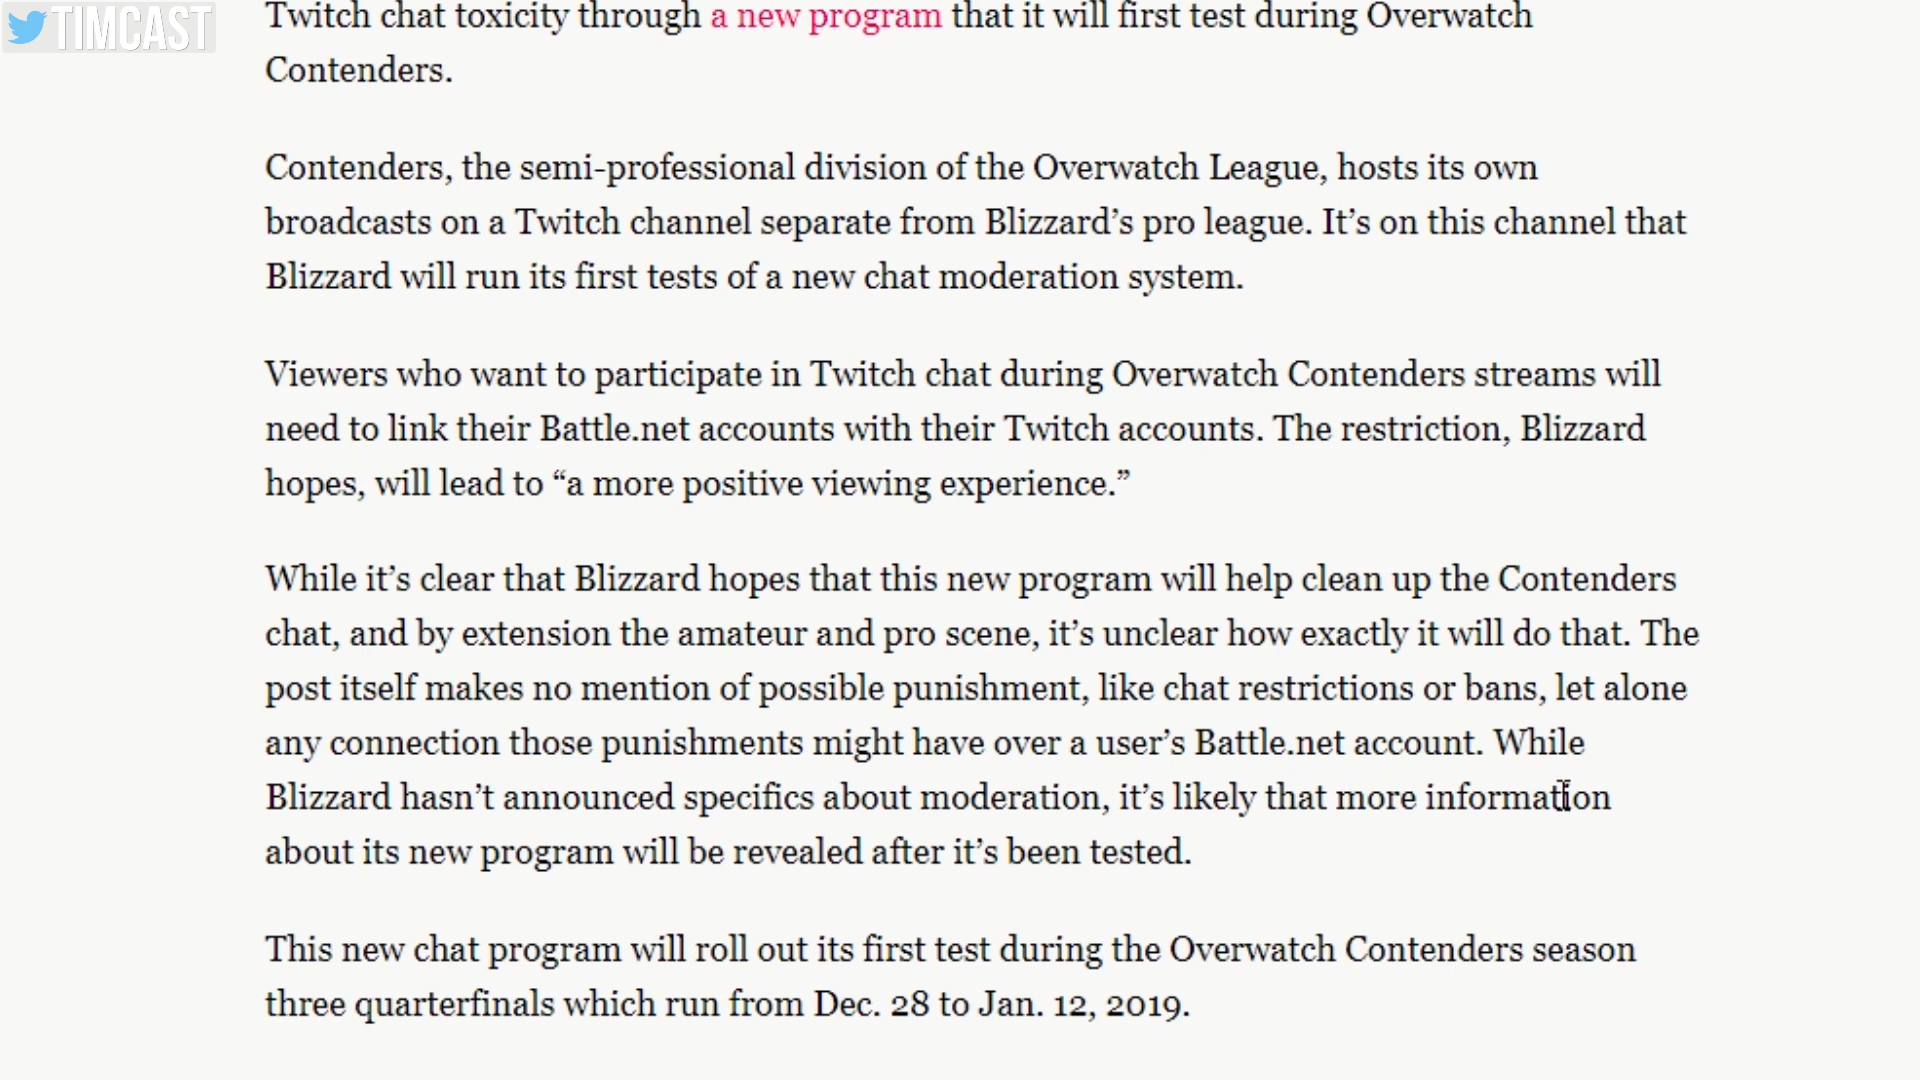 TIMCAST
Twitch chat toxicity through a new program that it will first test during Overwatch
Contenders.
Contenders, the semi-professional division of the Overwatch League, hosts its own
broadcasts on a Twitch channel separate from Blizzard’s pro league. It’s on this channel that
Blizzard will run its first tests of a new chat moderation system.
Viewers who want to participate in Twitch chat during Overwatch Contenders streams will
need to link their Battle.net accounts with their Twitch accounts. The restriction, Blizzard
hopes, will lead to “a more positive viewing experience.”
While it’s clear that Blizzard hopes that this new program will help clean up the Contenders
chat, and by extension the amateur and pro scene, it’s unclear how exactly it will do that. The
post itself makes no mention of possible punishment, like chat restrictions or bans, let alone
any connection those punishments might have over a user’s Battle.net account. While
Blizzard hasn’t announced specifics about moderation, it’s likely that more information
about its new program will be revealed after it’s been tested.
This new chat program will roll out its first test during the Overwatch Contenders season
three quarterfinals which run from Dec. 28 to Jan. 12, 2019.